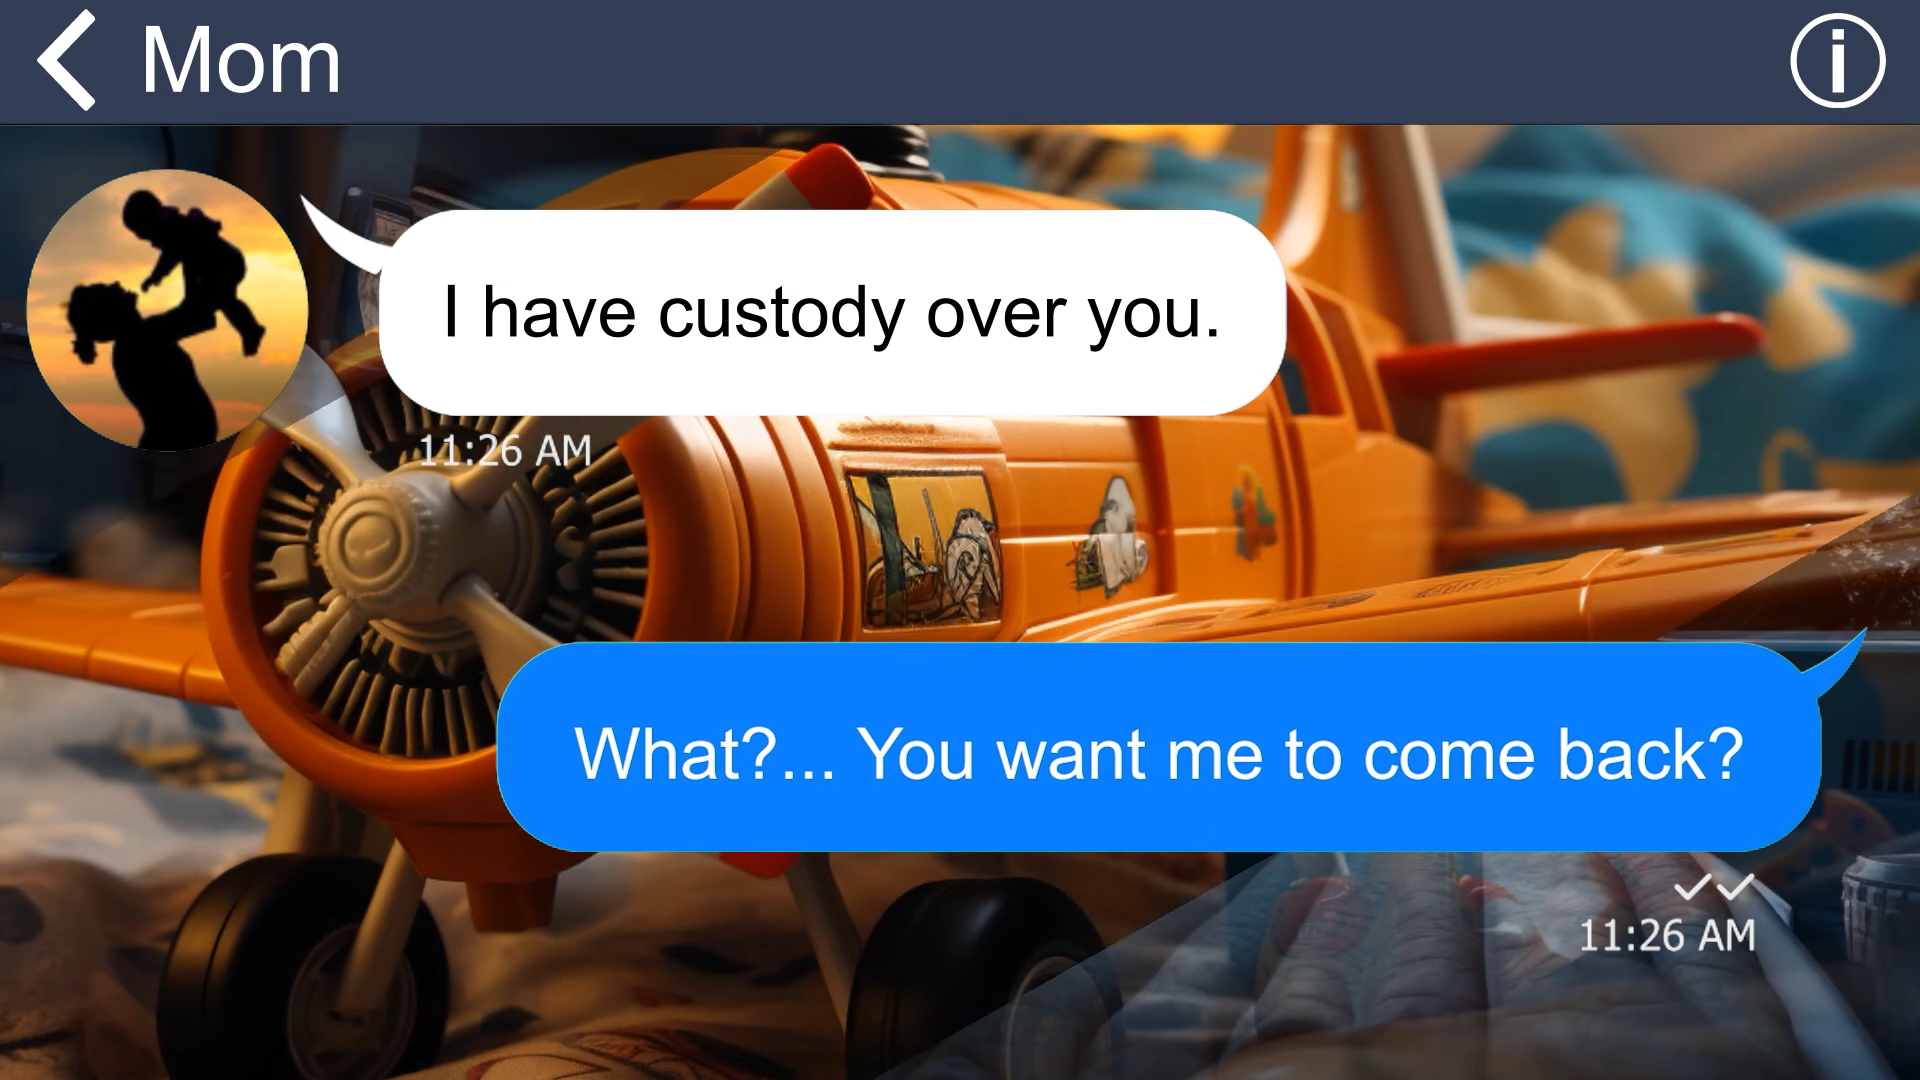 Mom
I have custody over you.
11:26 AM
What?... You want me to come back?
11:26 AM